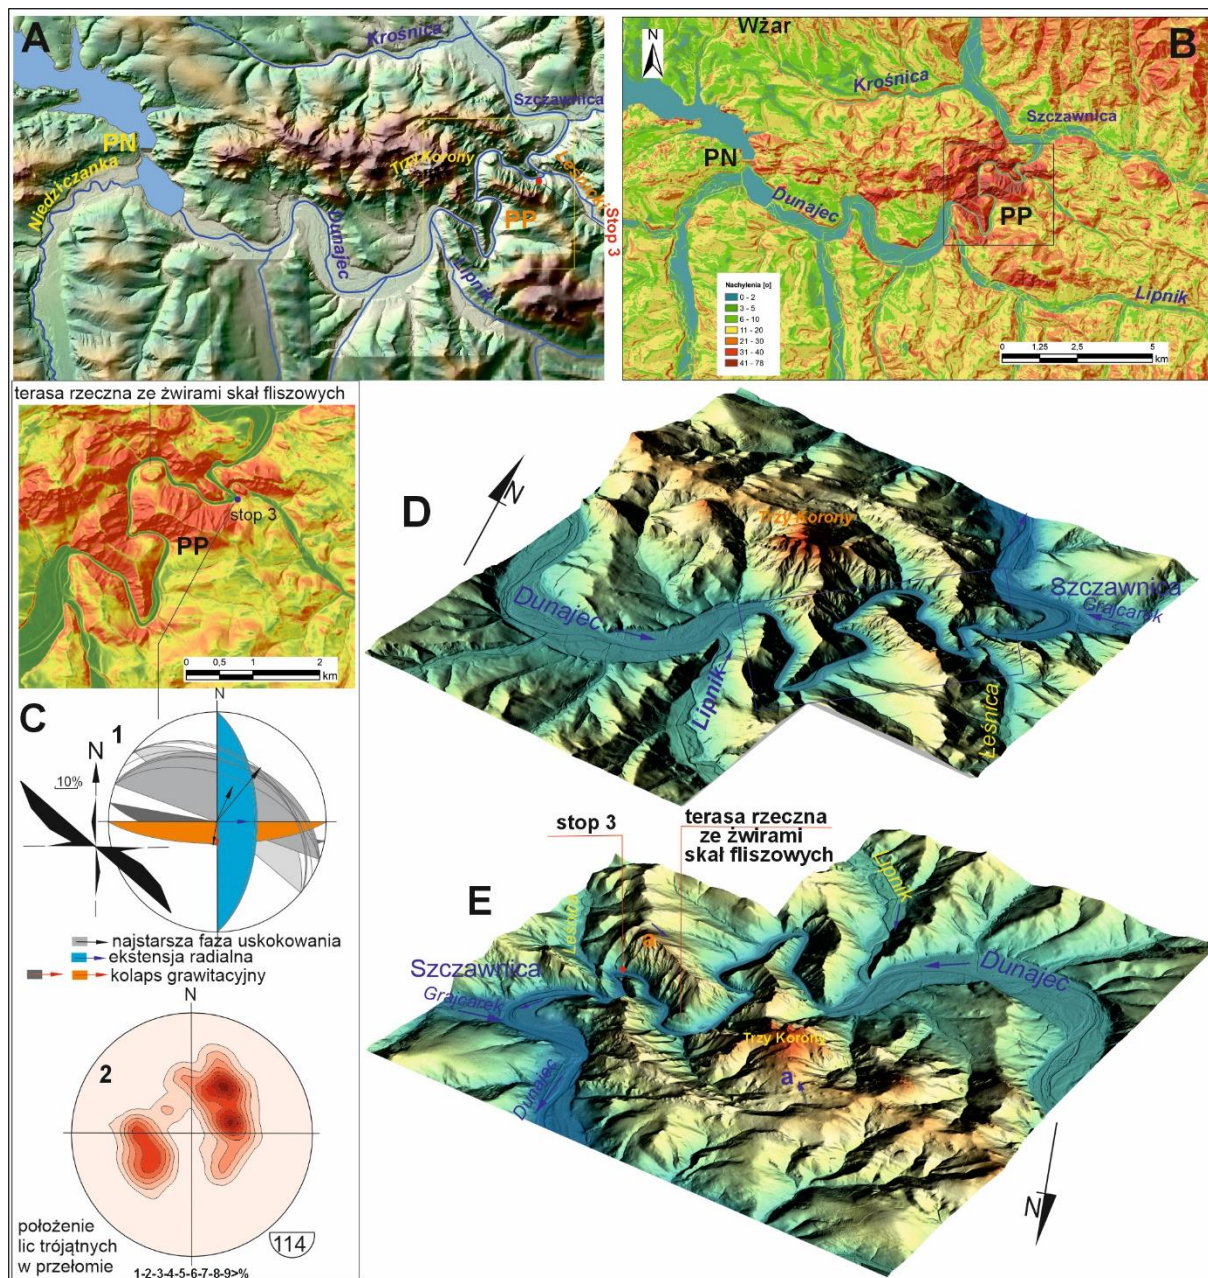 A
Krośnica
Szczawnica
PN
Niedziczanka
Trzy Korony
PP
Stop 3
Dunajec
Lipnik
B
Wżar
N
Krośnica
Szczawnica
PN
Dunajec
PP
Lipnik
Nachylenia [o]
0 - 2
3 - 5
6 - 10
11 - 20
21 - 30
31 - 40
41 - 78
0 1,25 2,5 5
km
terasa rzeczna ze żwirami skał fliszowych
stop 3
PP
0 0,5 1 2
km
C
1
N
N
10%
najstarsza faza uskokowania
ekstensja radialna
kolaps grawitacyjny
N
2
położenie
lic trójątnych
w przełomie
114
1-2-3-4-5-6-7-8-9>%
D
N
Trzy Korony
Dunajec
Szczawnica
Grajcarek
Lipnik
Leśnica
E
stop 3
terasa rzeczna
ze żwirami
skał fliszowych
Lipnik
Leśnica
a
Szczawnica
Dunajec
Grajcarek
Trzy Korony
a
Dunajec
N